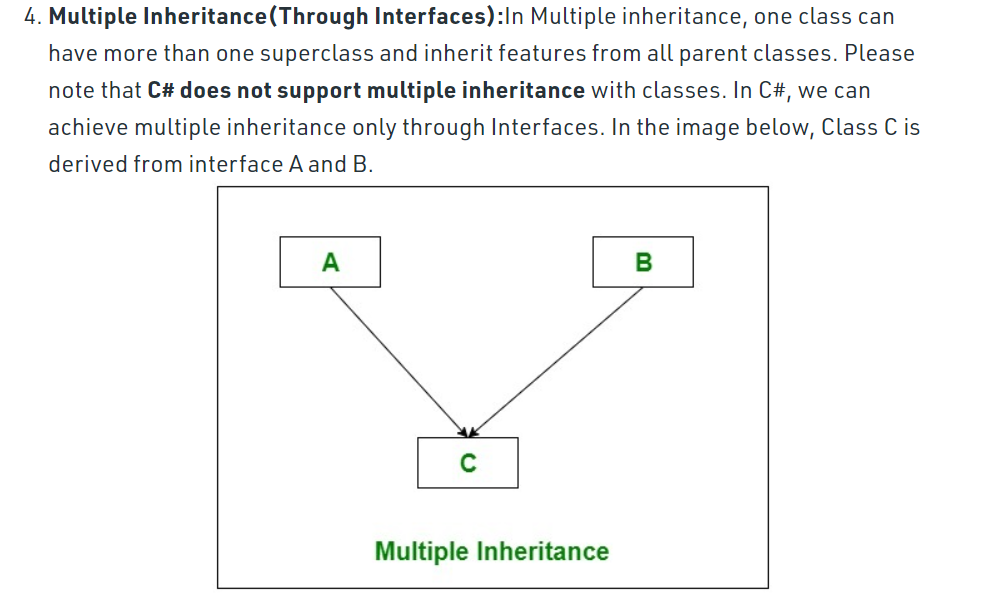 4. Multiple Inheritance(Through Interfaces):In Multiple inheritance, one class can
have more than one superclass and inherit features from all parent classes. Please
note that C# does not support multiple inheritance with classes. In C#, we can
achieve multiple inheritance only through Interfaces. In the image below, Class C is
derived from interface A and B.
A
B
C
Multiple Inheritance